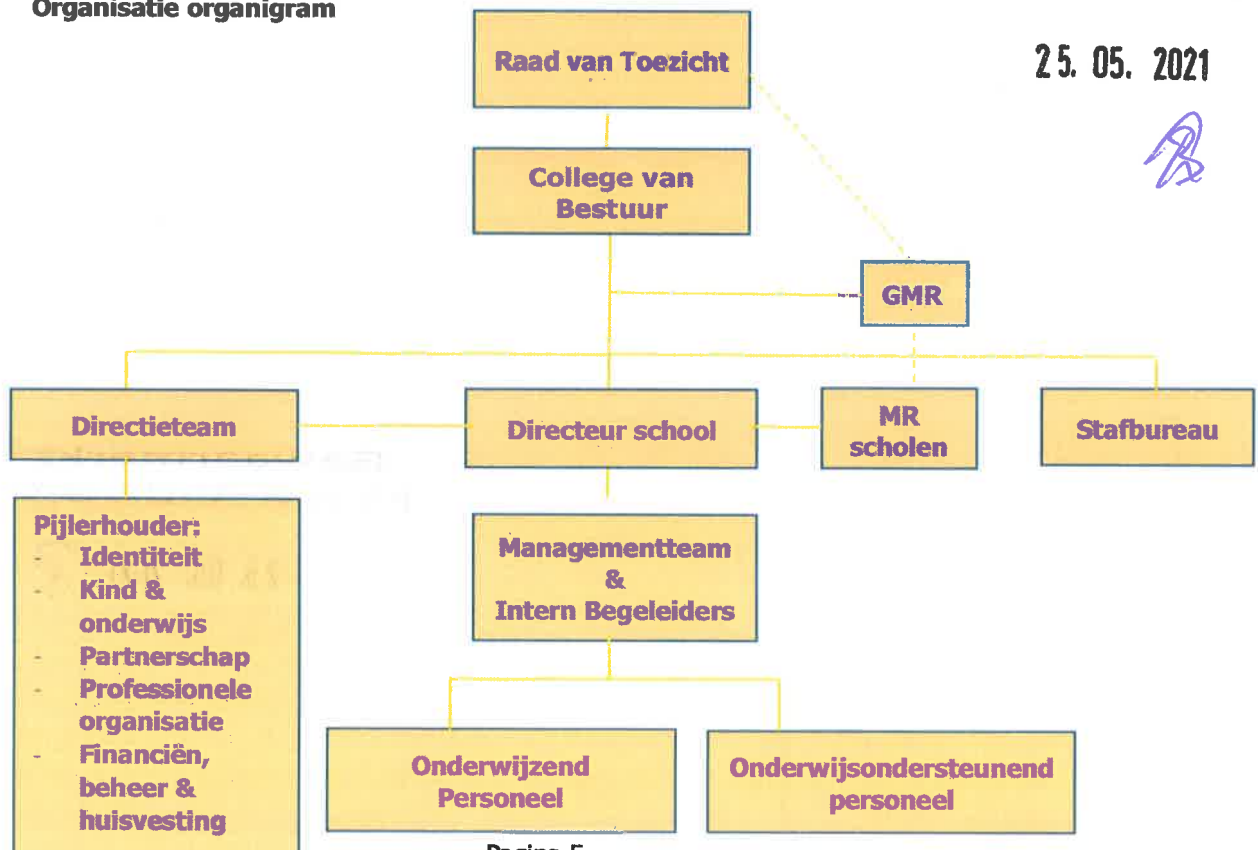 Organisatie organigram
Raad van Toezicht
25. 05. 2021
College van
Bestuur
GMR
Directieteam
Directeur school
MR
scholen
Stafbureau
Pijlerhouder:
- Identiteit
- Kind &
onderwijs
- Partnerschap
- Professionele
organisatie
- Financiën,
beheer &
huisvesting
Managementteam
&
Intern Begeleiders
Onderwijzend
Personeel
Onderwijsondersteunend
personeel
Pagina 5